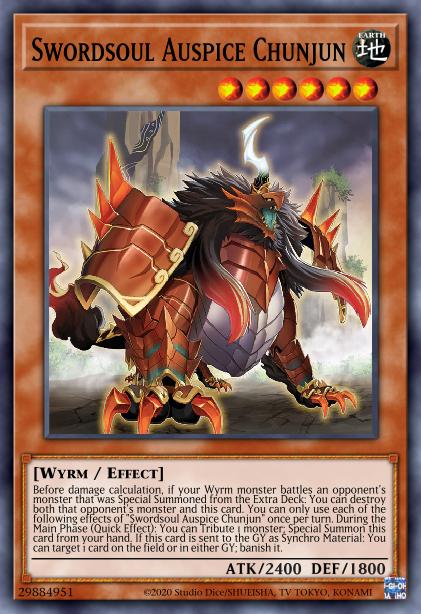 SWORDSOUL AUSPICE CHUNJUN
EARTH
地
[WYRM / EFFECT]
Before damage calculation, if your Wyrm monster battles an opponent's
monster that was Special Summoned from the Extra Deck: You can destroy
both that opponent's monster and this card. You can only use each of the
following effects of "Swordsoul Auspice Chunjun" once per turn. During the
Main Phase (Quick Effect): You can Tribute 1 monster; Special Summon this
card from your hand. If this card is sent to the GY as Synchro Material: You
can target 1 card on the field or in either GY; banish it.
ATK/2400 DEF/1800
29884951
©2020 Studio Dice/SHUEISHA, TV TOKYO, KONAMI